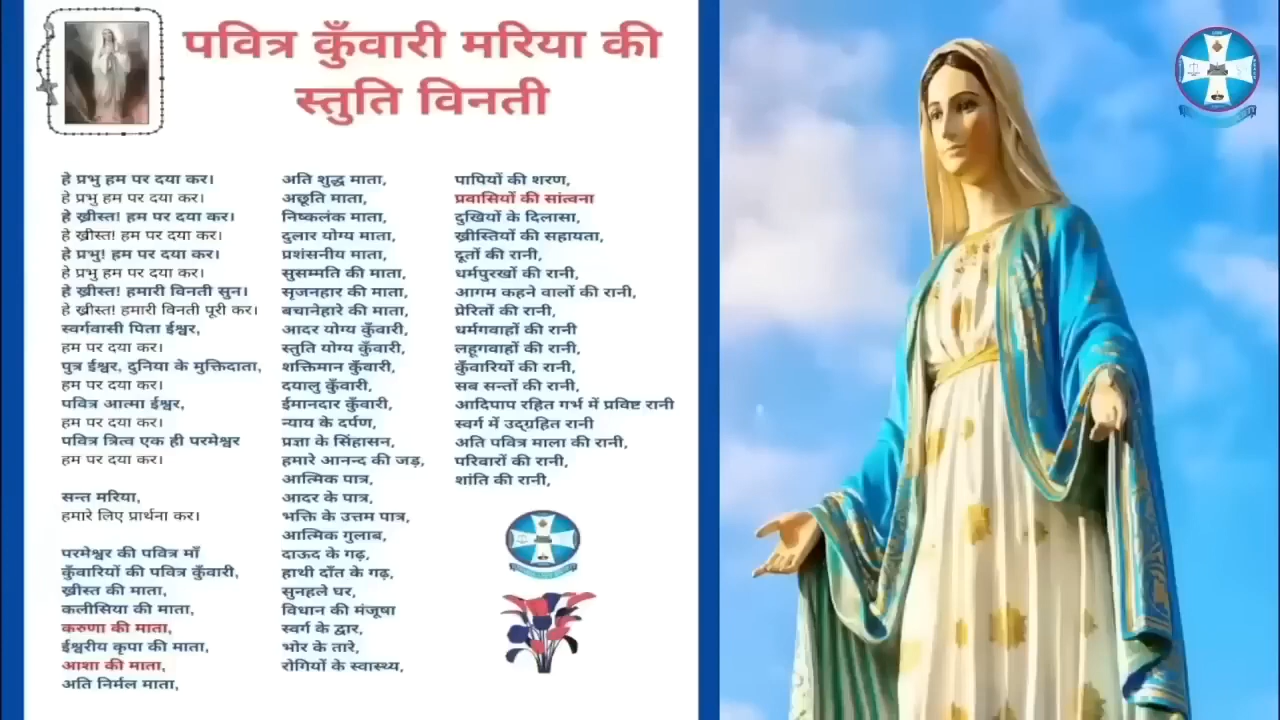 पवित्र कुँवारी मरिया की
स्तुति विनती
हे प्रभु हम पर दया कर।
हे प्रभु हम पर दया कर।
हे ख्रीस्त! हम पर दया कर।
हे ख्रीस्त! हम पर दया कर।
हे प्रभु! हम पर दया कर।
हे प्रभु हम पर दया कर।
हे ख्रीस्त! हमारी विनती सुन।
हे ख्रीस्त! हमारी विनती पूरी कर।
स्वर्गवासी पिता ईश्वर,
हम पर दया कर।
पुत्र ईश्वर, दुनिया के मुक्तिदाता,
हम पर दया कर।
पवित्र आत्मा ईश्वर,
हम पर दया कर।
पवित्र त्रित्व एक ही परमेश्वर
हम पर दया कर।
सन्त मरिया,
हमारे लिए प्रार्थना कर।
परमेश्वर की पवित्र माँ
कुँवारियों की पवित्र कुँवारी,
ख्रीस्त की माता,
कलीसिया की माता,
करुणा की माता,
ईश्वरीय कृपा की माता,
आशा की माता,
अति निर्मल माता,
अति शुद्ध माता,
अछूति माता,
निष्कलंक माता,
दुलार योग्य माता,
प्रशंसनीय माता,
सुसम्मति की माता,
सृजनहार की माता,
बचानेहारे की माता,
आदर योग्य कुँवारी,
स्तुति योग्य कुँवारी,
शक्तिमान कुँवारी,
दयालु कुँवारी,
ईमानदार कुँवारी,
न्याय के दर्पण,
प्रज्ञा के सिंहासन,
हमारे आनन्द की जड़,
आत्मिक पात्र,
आदर के पात्र,
भक्ति के उत्तम पात्र,
आत्मिक गुलाब,
दाऊद के गढ़,
हाथी दाँत के गढ़,
सुनहले घर,
विधान की मंजूषा
स्वर्ग के द्वार,
भोर के तारे,
रोगियों के स्वास्थ्य,
पापियों की शरण,
प्रवासियों की सांत्वना
दुखियों के दिलासा,
ख्रीस्तियों की सहायता,
दूतों की रानी,
धर्मपुरखों की रानी,
आगम कहने वालों की रानी,
प्रेरितों की रानी,
धर्मगवाहों की रानी
लहूगवाहों की रानी,
कुँवारियों की रानी,
सब सन्तों की रानी,
आदिपाप रहित गर्भ में प्रविष्ट रानी
स्वर्ग में उद्ग्रहित रानी
अति पवित्र माला की रानी,
परिवारों की रानी,
शांति की रानी,